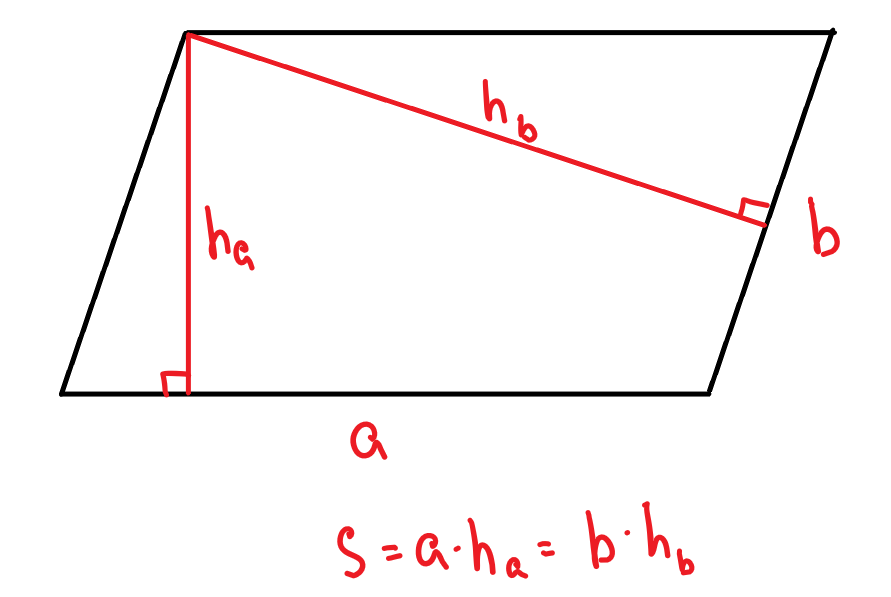 h_b
h_a
b
a
S = a · h_a = b · h_b